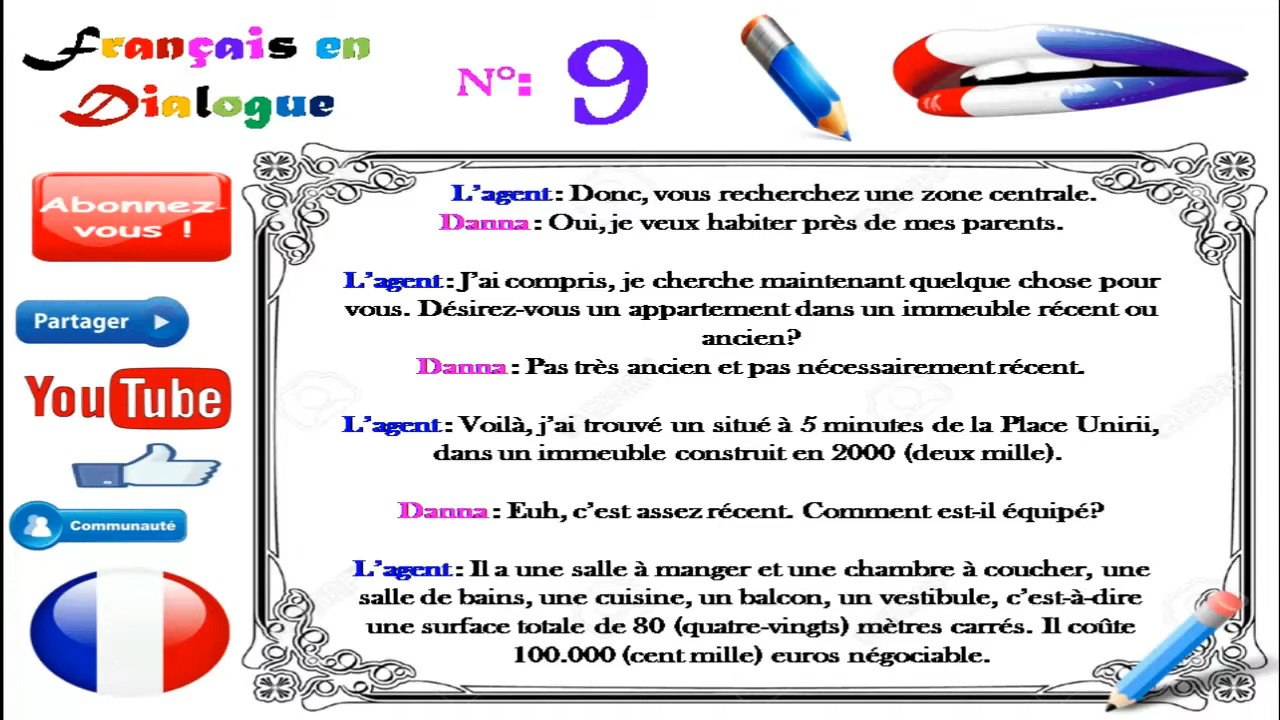 Français en
Dialogue
N°: 9
Abonnez-
vous !
Partager
YouTube
Communauté
L'agent : Donc, vous recherchez une zone centrale.
Danna : Oui, je veux habiter près de mes parents.
L'agent : J'ai compris, je cherche maintenant quelque chose pour
vous. Désirez-vous un appartement dans un immeuble récent ou
ancien?
Danna : Pas très ancien et pas nécessairement récent.
L'agent : Voilà, j'ai trouvé un situé à 5 minutes de la Place Unirii,
dans un immeuble construit en 2000 (deux mille).
Danna : Euh, c'est assez récent. Comment est-il équipé?
L'agent : Il a une salle à manger et une chambre à coucher, une
salle de bains, une cuisine, un balcon, un vestibule, c'est-à-dire
une surface totale de 80 (quatre-vingts) mètres carrés. Il coûte
100.000 (cent mille) euros négociable.